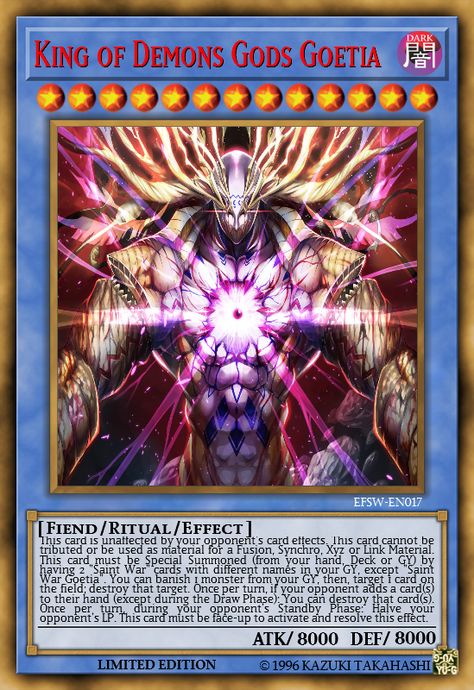 King of Demons Gods Goetia
DARK
闇
EFSW-EN017
[Fiend/Ritual/Effect]
This card is unaffected by your opponent's card effects. This card cannot be
tributed or be used as material for a Fusion, Synchro, Xyz or Link Material.
This card must be Special Summoned (from your hand, Deck or GY) by
having 2 "Saint War" cards with different names in your GY, except "Saint
War Goetia". You can banish 1 monster from your GY, then, target 1 card on
the field; destroy that target. Once per turn, if your opponent adds a card(s)
to their hand (except during the Draw Phase): You can destroy that card(s).
Once per turn, during your opponent's Standby Phase: Halve your
opponent's LP. This card must be face-up to activate and resolve this effect.
ATK/ 8000 DEF/ 8000
LIMITED EDITION
©1996 KAZUKI TAKAHASHI